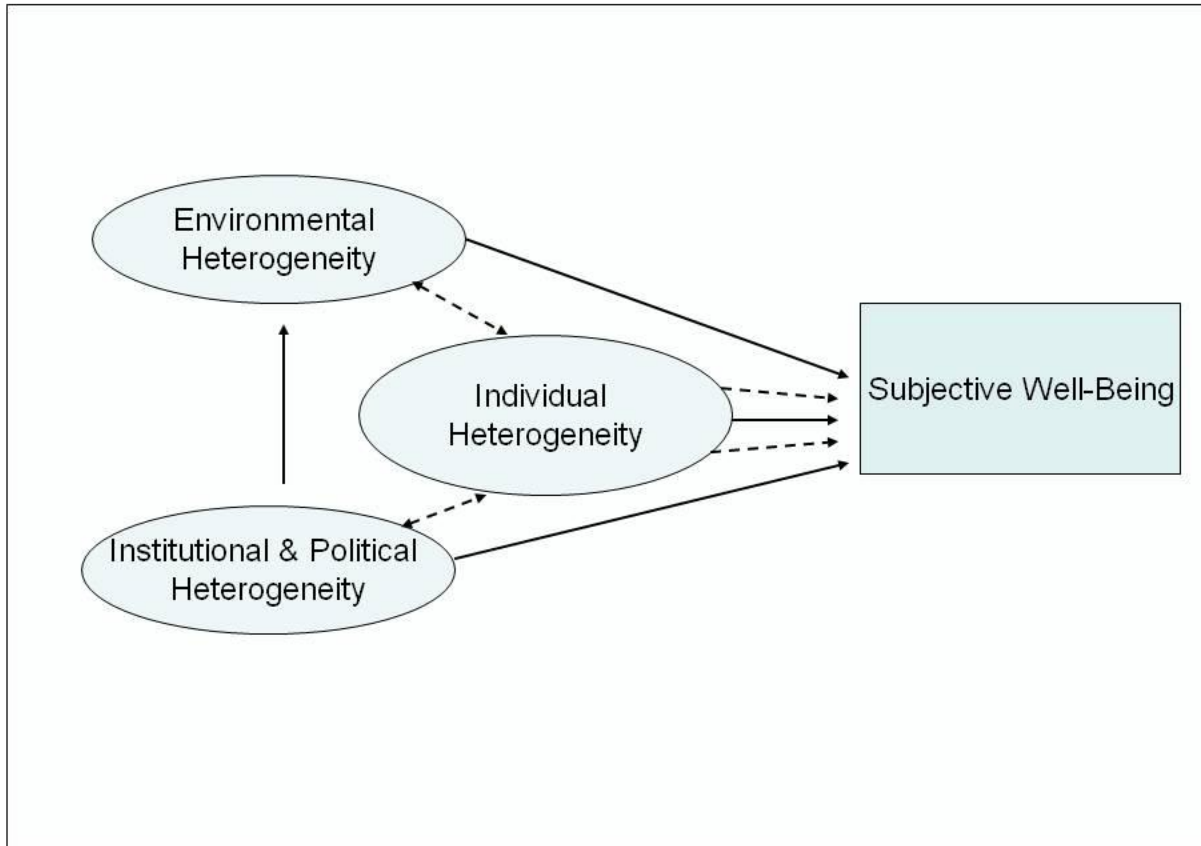 Environmental
Heterogeneity
Individual
Heterogeneity
Subjective Well-Being
Institutional & Political
Heterogeneity